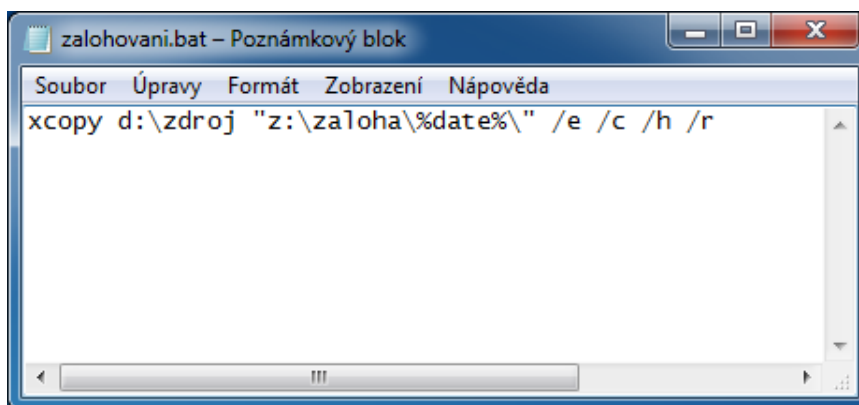 zalohovani.bat – Poznámkový blok
Soubor Úpravy Formát Zobrazení Nápověda
xcopy d:\zdroj "z:\zaloha\%date%\" /e /c /h /r